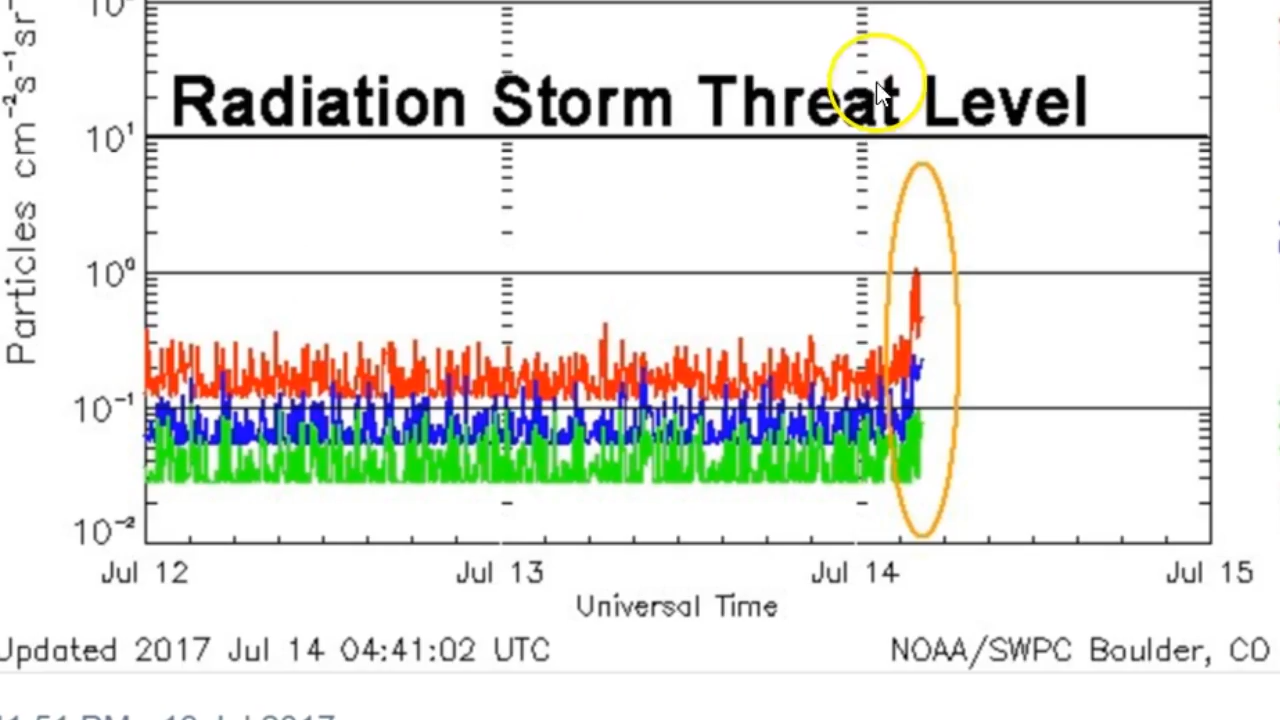 Radiation Storm Threat Level
Particles cm⁻²s⁻¹sr⁻
10¹
10⁰
10⁻¹
10⁻²
Jul 12 Jul 13 Jul 14 Jul 15
Universal Time
Updated 2017 Jul 14 04:41:02 UTC NOAA/SWPC Boulder, CO